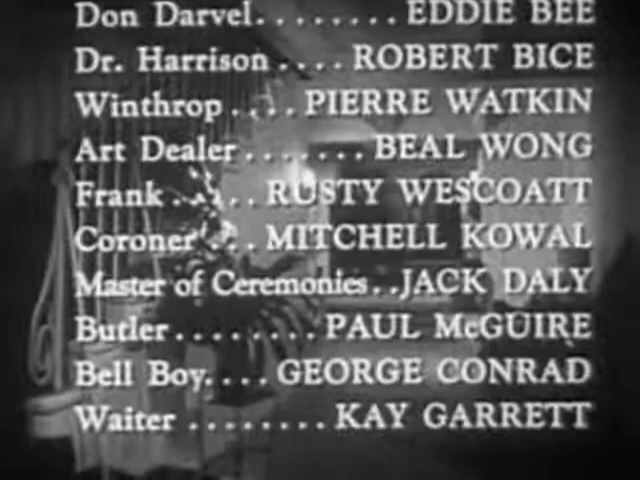 Don Darvel........EDDIE BEE
Dr. Harrison....ROBERT BICE
Winthrop....PIERRE WATKIN
Art Dealer.......BEAL WONG
Frank.....RUSTY WESCOATT
Coroner....MITCHELL KOWAL
Master of Ceremonies..JACK DALY
Butler........PAUL McGUIRE
Bell Boy....GEORGE CONRAD
Waiter........KAY GARRETT